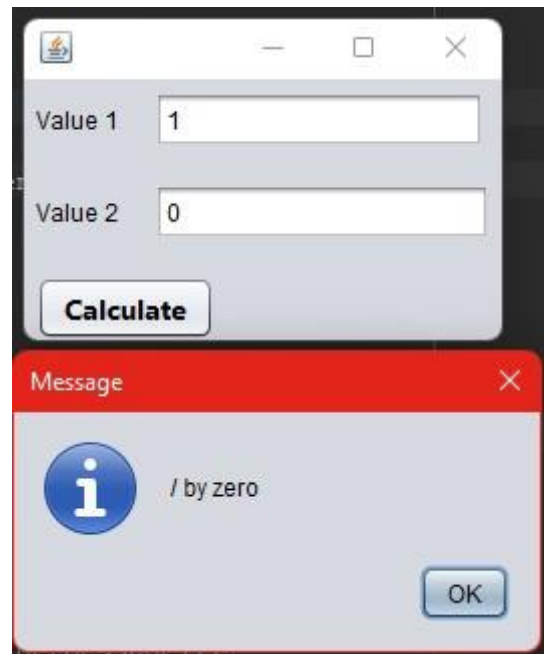 Value 1 1
Value 2 0
Calculate
Message
/ by zero
OK